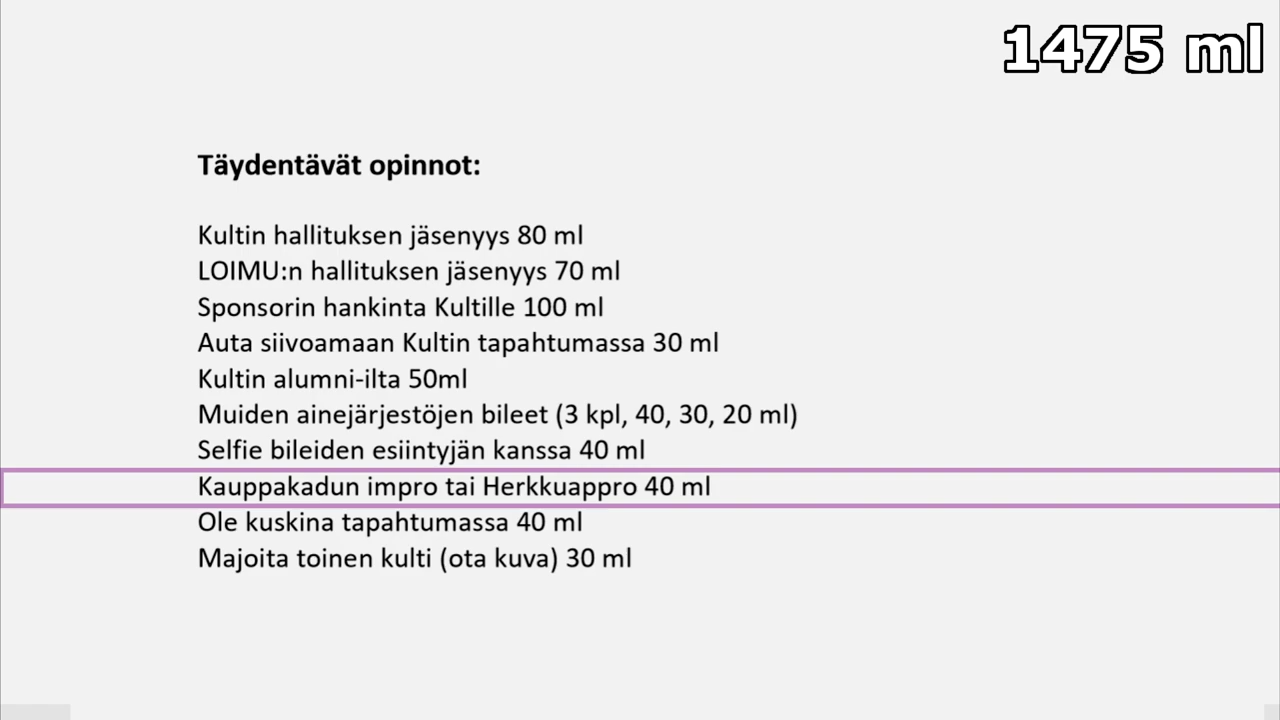 1475 ml
Täydentävät opinnot:
Kultin hallituksen jäsenyys 80 ml
LOIMU:n hallituksen jäsenyys 70 ml
Sponsorin hankinta Kultille 100 ml
Auta siivoamaan Kultin tapahtumassa 30 ml
Kultin alumni-ilta 50ml
Muiden ainejärjestöjen bileet (3 kpl, 40, 30, 20 ml)
Selfie bileiden esiintyjän kanssa 40 ml
Kauppakadun impro tai Herkkuappro 40 ml
Ole kuskina tapahtumassa 40 ml
Majoita toinen kulti (ota kuva) 30 ml